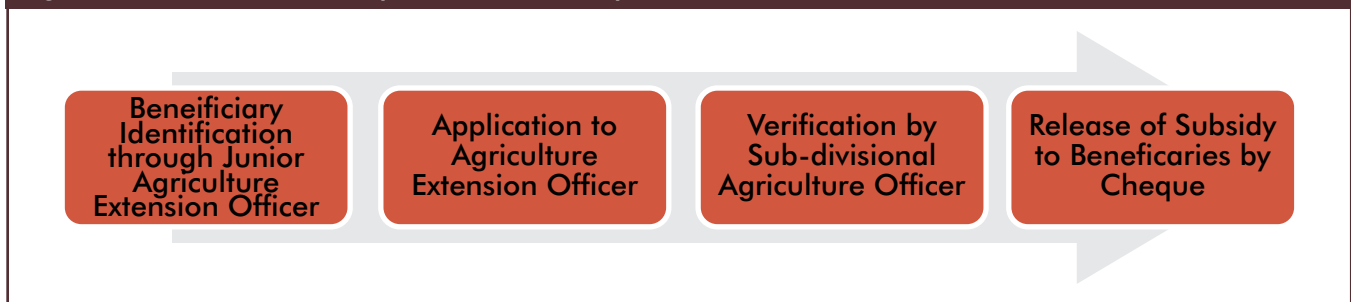 Beneificiary
Identification
through Junior
Agriculture
Extension Officer
Application to
Agriculture
Extension Officer
Verification by
Sub-divisional
Agriculture Officer
Release of Subsidy
to Beneficaries by
Cheque